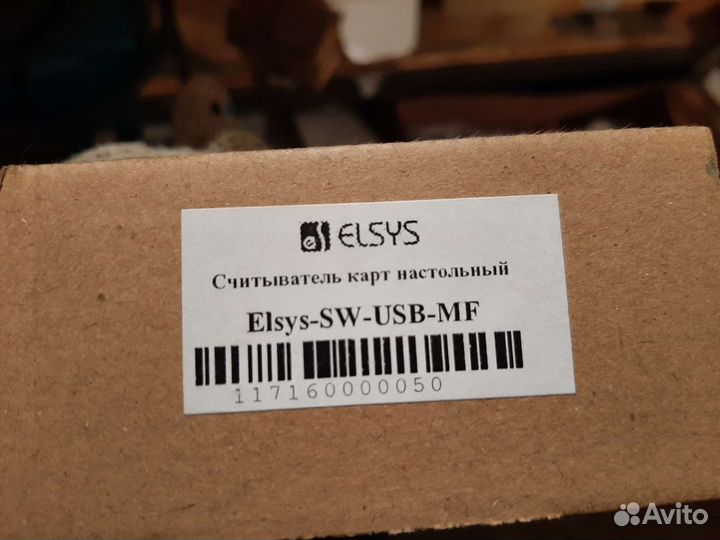 ELSYS
Считыватель карт настольный
Elsys-SW-USB-MF
117160000050
Avito